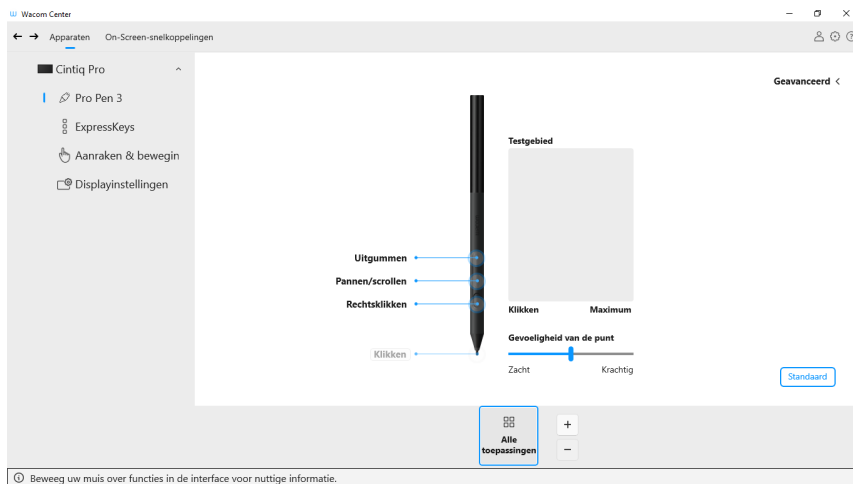 Wacom Center
Apparaten On-Screen-snelkoppelingen
Cintiq Pro
Geavanceerd
Pro Pen 3
ExpressKeys
Testgebied
Aanraken & bewegin
Displayinstellingen
Uitgummen
Pannen/scrollen
Rechtsklikken
Klikken Maximum
Gevoeligheid van de punt
Klikken
Zacht Krachtig
Standaard
Alle
toepassingen
Beweeg uw muis over functies in de interface voor nuttige informatie.